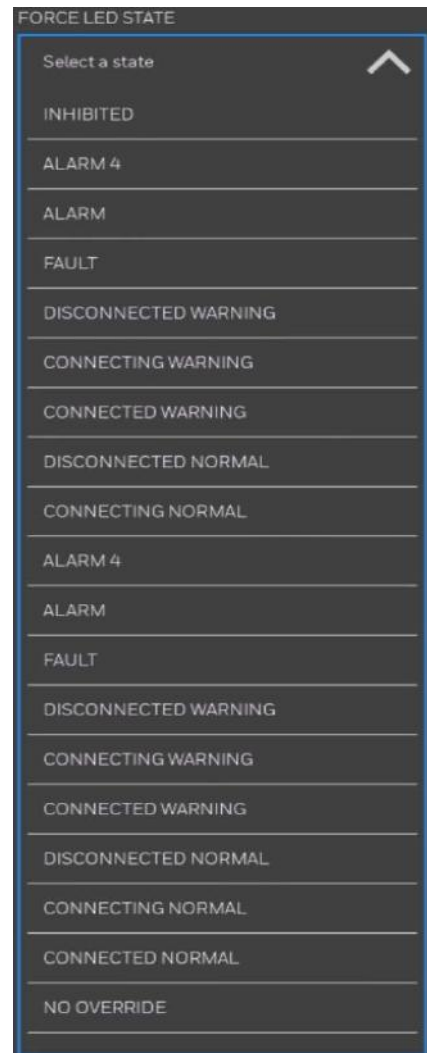 FORCE LED STATE
Select a state
INHIBITED
ALARM 4
ALARM
FAULT
DISCONNECTED WARNING
CONNECTING WARNING
CONNECTED WARNING
DISCONNECTED NORMAL
CONNECTING NORMAL
ALARM 4
ALARM
FAULT
DISCONNECTED WARNING
CONNECTING WARNING
CONNECTED WARNING
DISCONNECTED NORMAL
CONNECTING NORMAL
CONNECTED NORMAL
NO OVERRIDE